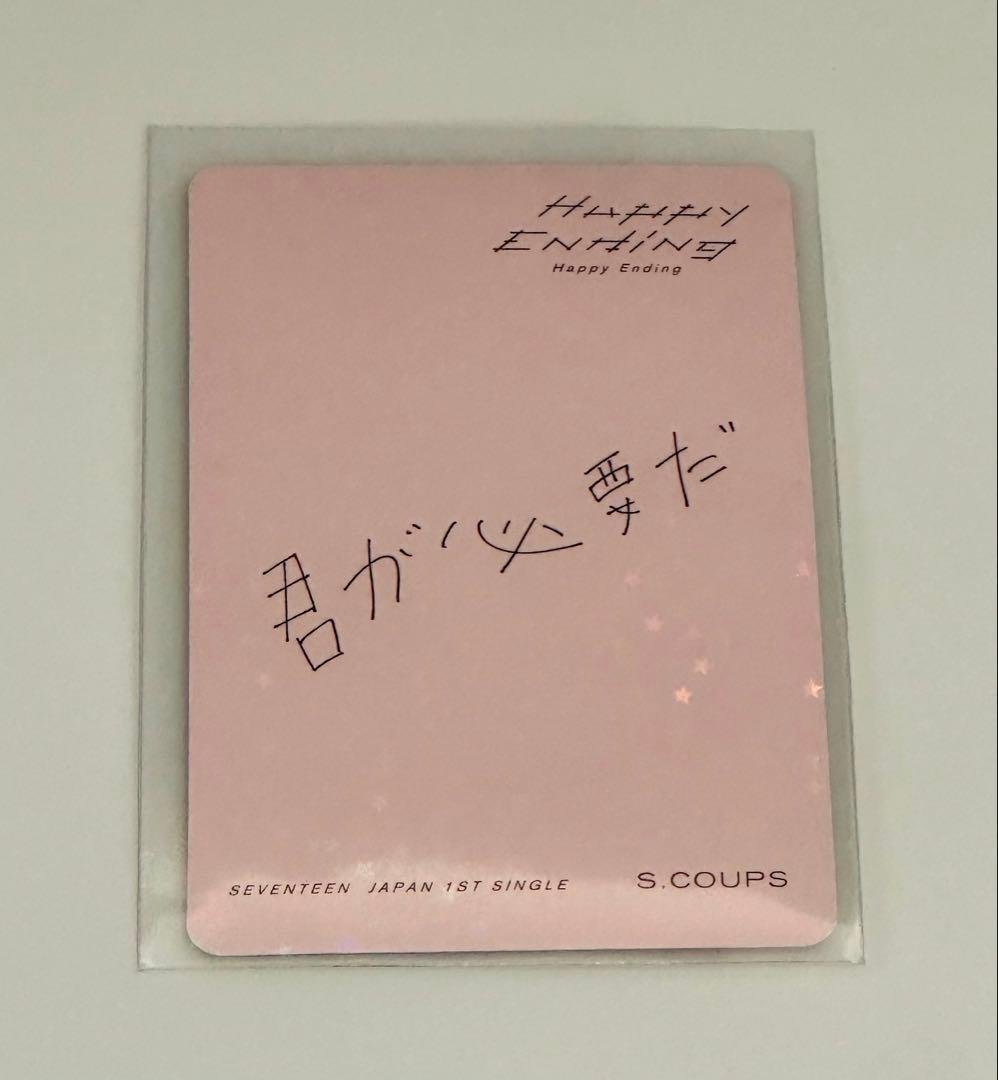 HAPPY
ENDING
Happy Ending
君が必要だ
SEVENTEEN JAPAN 1ST SINGLE
S.COUPS